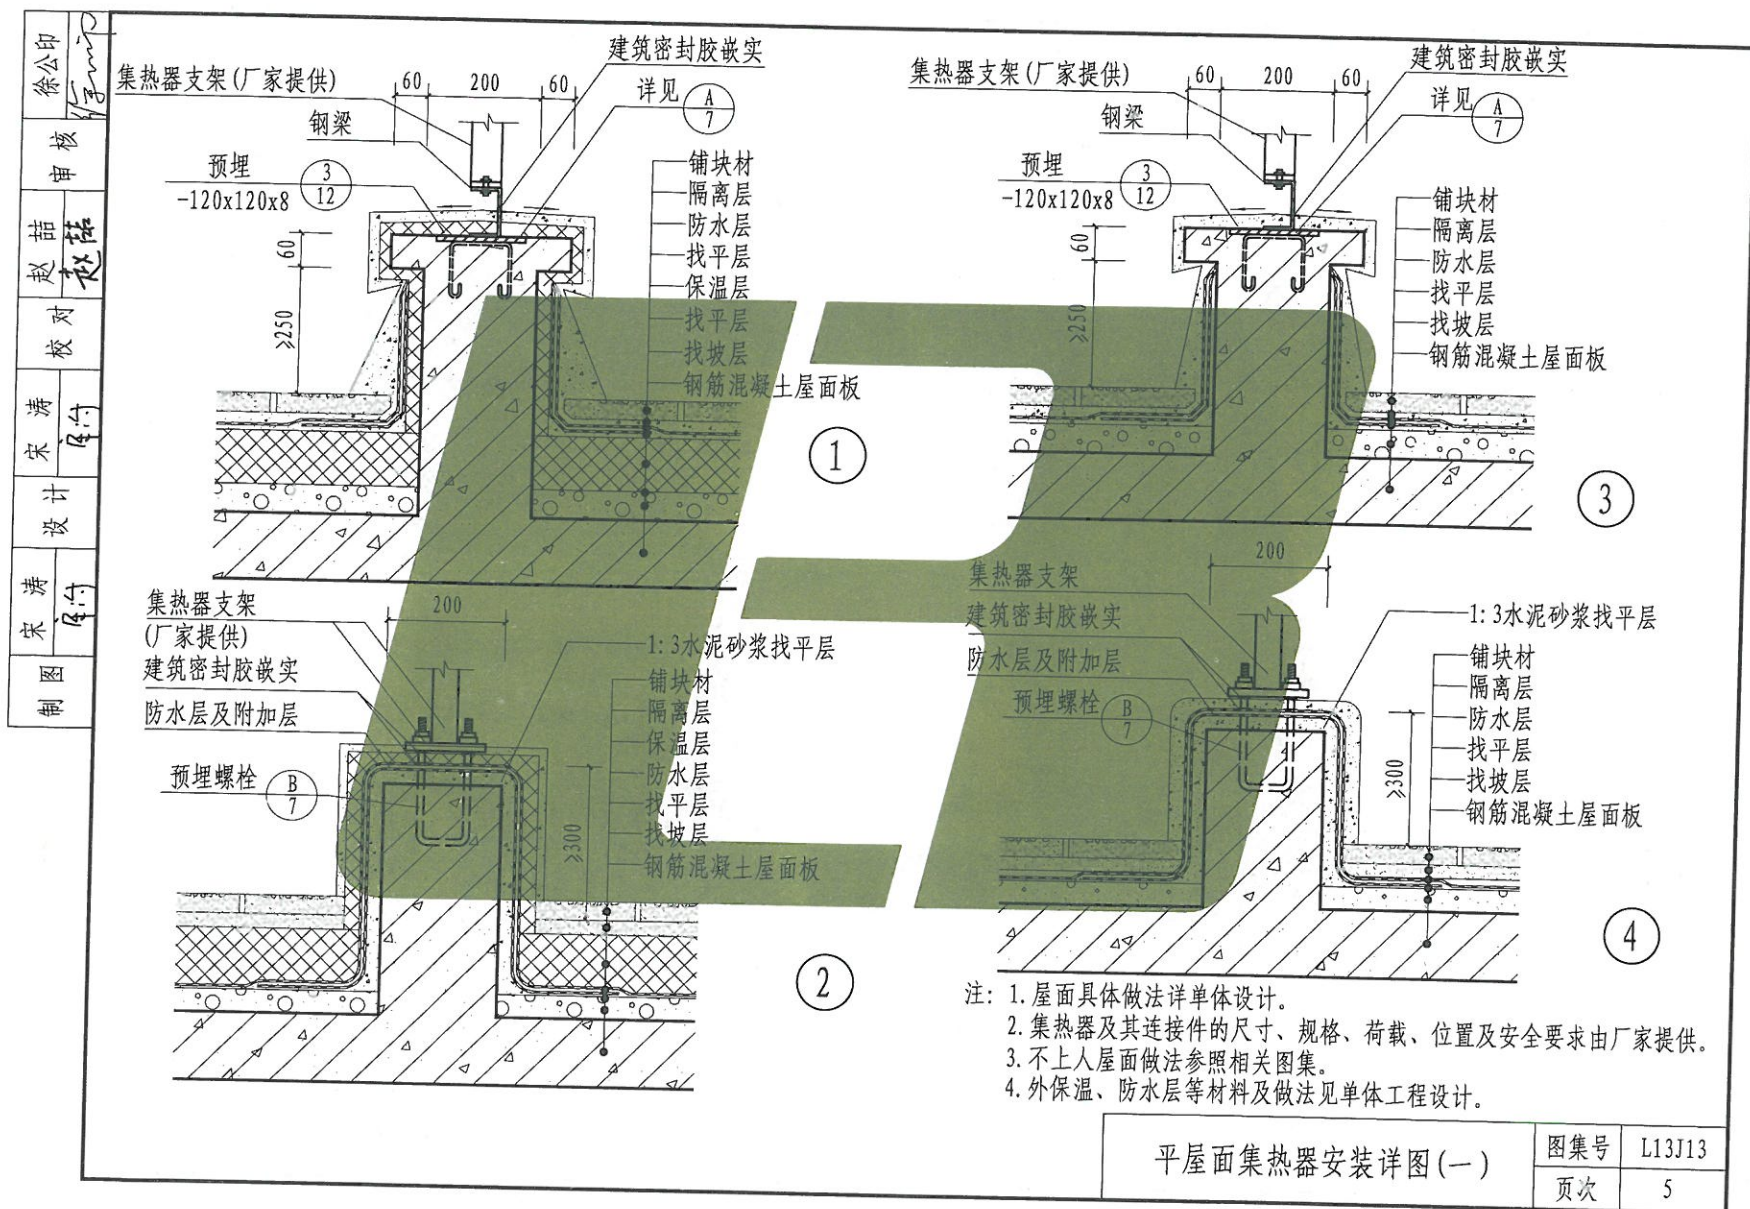 徐公印
审核
赵喆
赵喆
校对
宋涛
设计
宋涛
制图
集热器支架(厂家提供)
60 200 60
建筑密封胶嵌实
详见 A/7
钢梁
预埋 3/12
-120x120x8
60
≥250
铺块材
隔离层
防水层
找平层
保温层
找平层
找坡层
钢筋混凝土屋面板
1
集热器支架(厂家提供)
60 200 60
建筑密封胶嵌实
详见 A/7
钢梁
预埋 3/12
-120x120x8
60
≥250
铺块材
隔离层
防水层
找平层
找坡层
钢筋混凝土屋面板
3
集热器支架
(厂家提供)
建筑密封胶嵌实
防水层及附加层
预埋螺栓 B/7
200
1:3水泥砂浆找平层
铺块材
隔离层
保温层
防水层
找平层
找坡层
钢筋混凝土屋面板
≥300
2
集热器支架
建筑密封胶嵌实
防水层及附加层
预埋螺栓 B/7
200
1:3水泥砂浆找平层
铺块材
隔离层
防水层
找平层
找坡层
钢筋混凝土屋面板
≥300
4
注: 1.屋面具体做法详单体设计。
2.集热器及其连接件的尺寸、规格、荷载、位置及安全要求由厂家提供。
3.不上人屋面做法参照相关图集。
4.外保温、防水层等材料及做法见单体工程设计。
平屋面集热器安装详图(一)
图集号 L13J13
页次 5